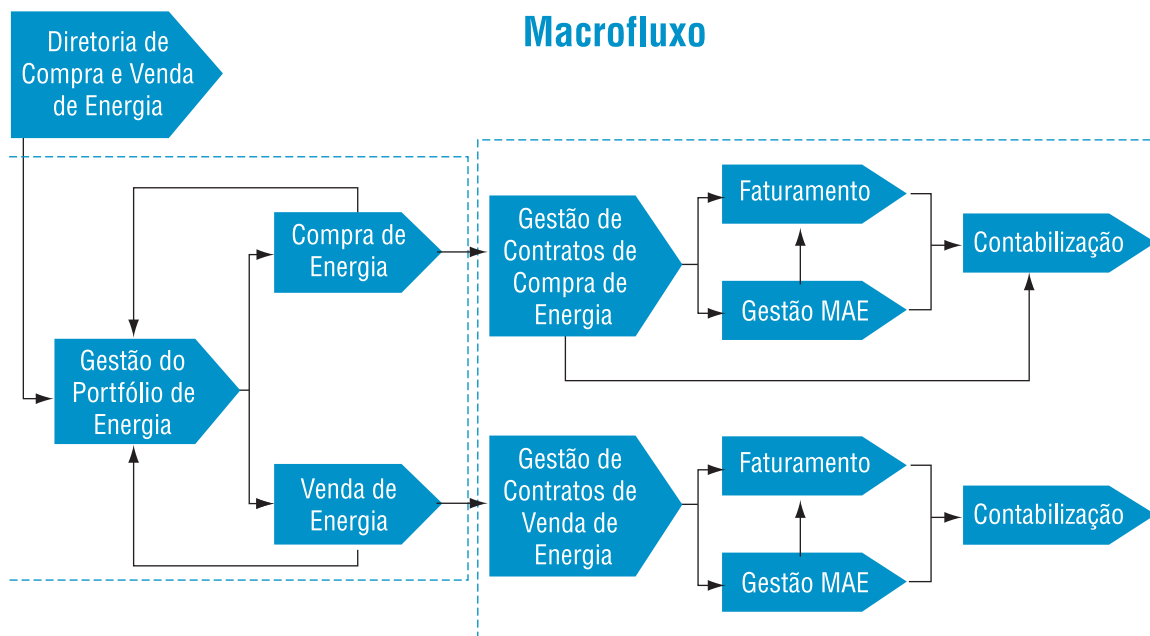 Macrofluxo
Diretoria de
Compra e Venda
de Energia
Gestão do
Portfólio de
Energia
Compra de
Energia
Venda de
Energia
Gestão de
Contratos de
Compra de
Energia
Faturamento
Gestão MAE
Contabilização
Gestão de
Contratos de
Venda de
Energia
Faturamento
Gestão MAE
Contabilização